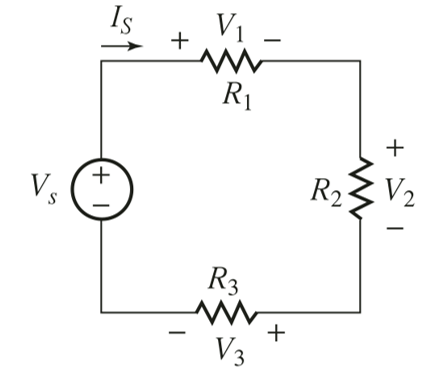 I_S
+ V_1 −
R_1
V_s + −
R_2 + V_2 −
R_3
− V_3 +